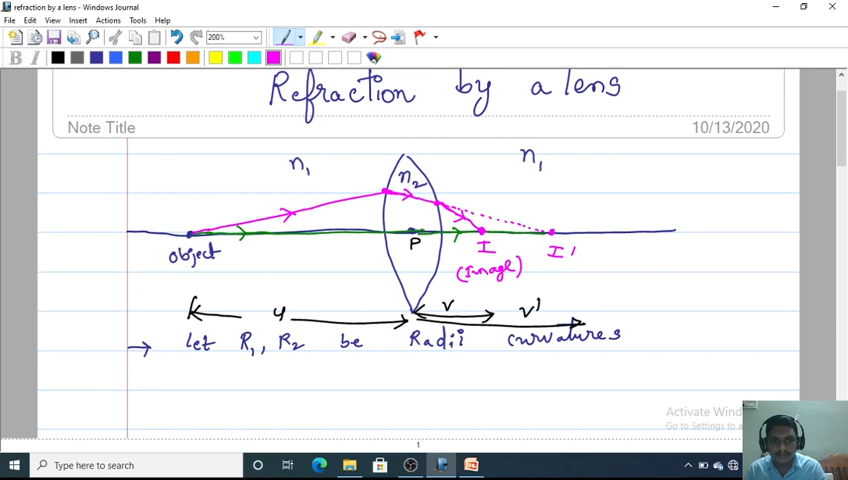 refraction by a lens - Windows Journal
File Edit View Insert Actions Tools Help
200%
B I
Refraction by a lens
Note Title 10/13/2020
n1 n1
n2
object P I I'
(Image)
u v v'
→ let R1, R2 be Radii curvatures
Activate Wind
Go to Settings to a
1
Type here to search